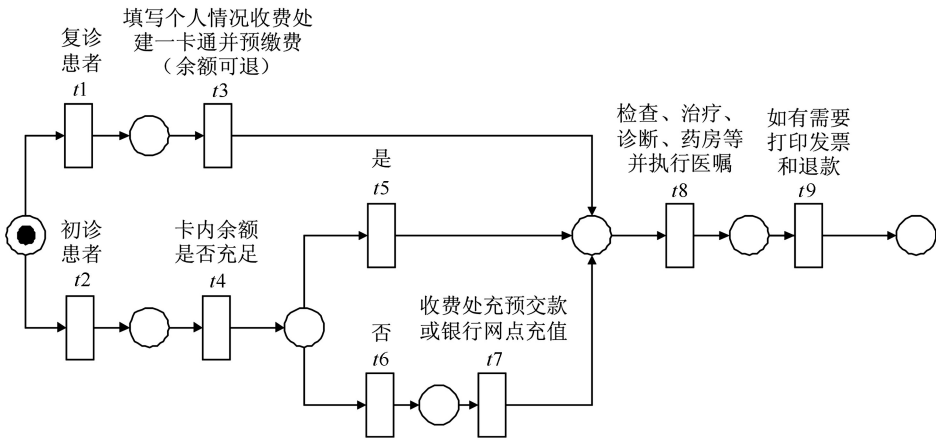 复诊
患者
t1
填写个人情况收费处
建一卡通并预缴费
（余额可退）
t3
是
t5
检查、治疗、
诊断、药房等
并执行医嘱
t8
如有需要
打印发票
和退款
t9
初诊
患者
t2
卡内余额
是否充足
t4
否
t6
收费处充预交款
或银行网点充值
t7